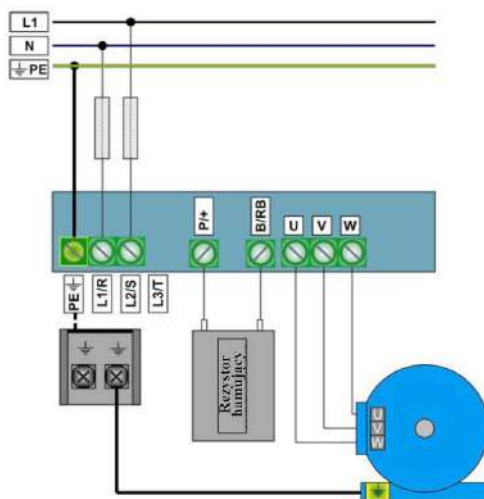 L1
N
⏚ PE
P/+
B/RB
U
V
W
PE⏚
L1/R
L2/S
L3/T
Rezystor
hamujący
U
V
W